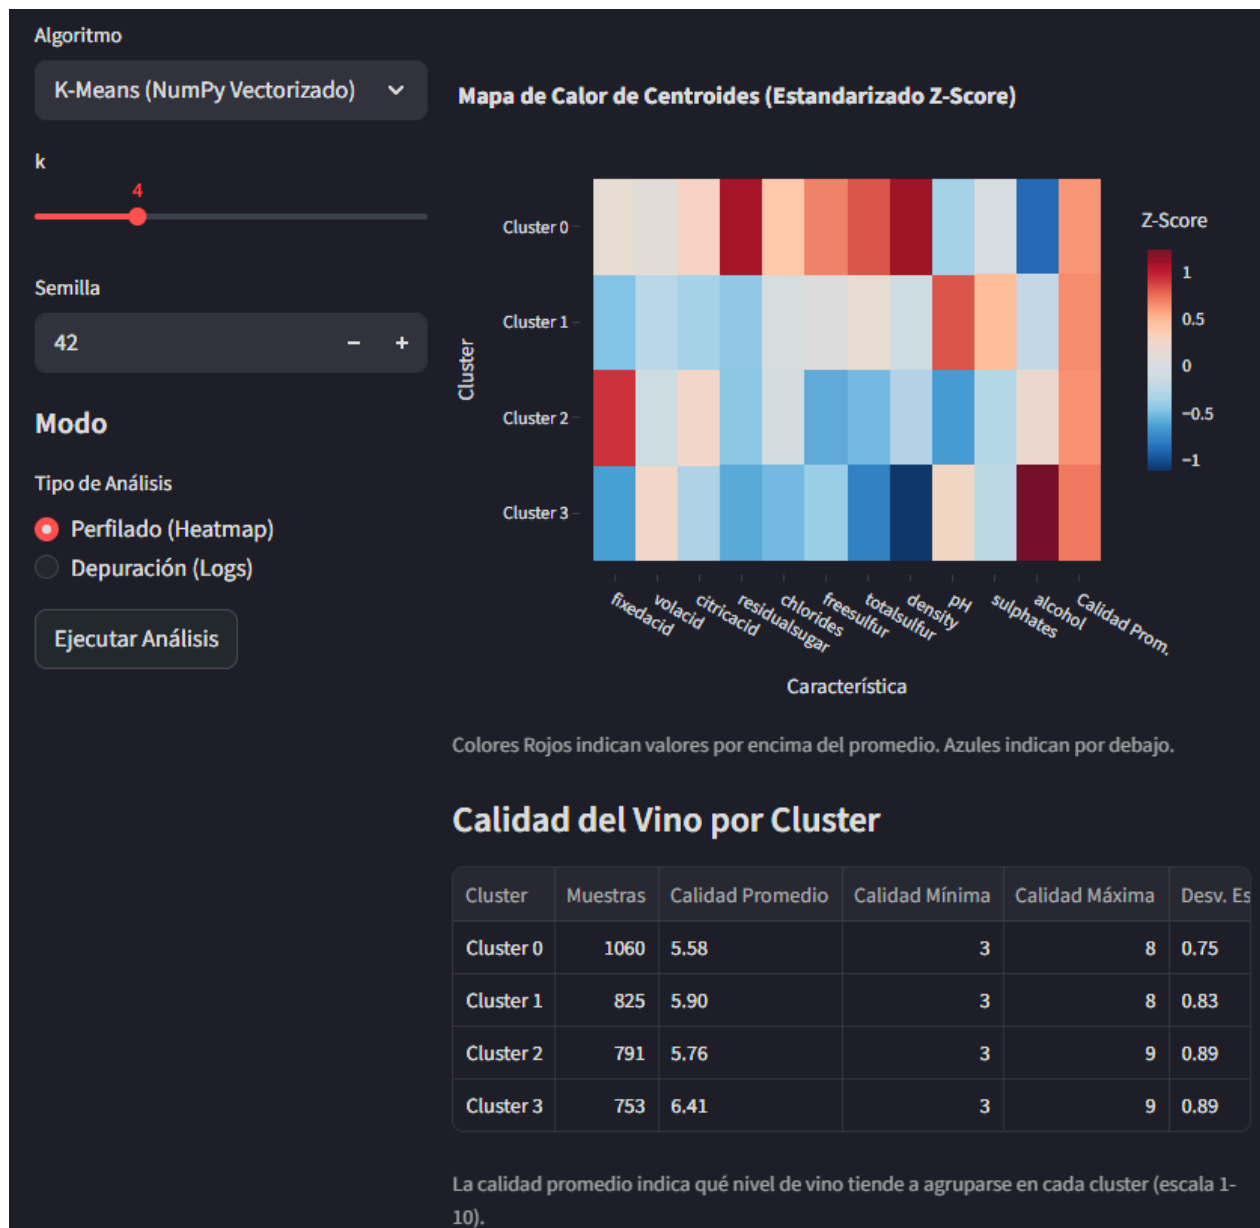 Algoritmo
K-Means (NumPy Vectorizado)
k
4
Semilla
42
−
+
Modo
Tipo de Análisis
Perfilado (Heatmap)
Depuración (Logs)
Ejecutar Análisis
Mapa de Calor de Centroides (Estandarizado Z-Score)
Cluster
Cluster 0
Cluster 1
Cluster 2
Cluster 3
fixedacid
volacid
citricacid
residualsugar
chlorides
freesulfur
totalsulfur
density
pH
sulphates
alcohol
Calidad Prom.
Característica
Z-Score
1
0.5
0
−0.5
−1
Colores Rojos indican valores por encima del promedio. Azules indican por debajo.
Calidad del Vino por Cluster
Cluster Muestras Calidad Promedio Calidad Mínima Calidad Máxima Desv. Es
Cluster 0 1060 5.58 3 8 0.75
Cluster 1 825 5.90 3 8 0.83
Cluster 2 791 5.76 3 9 0.89
Cluster 3 753 6.41 3 9 0.89
La calidad promedio indica qué nivel de vino tiende a agruparse en cada cluster (escala 1-
10).